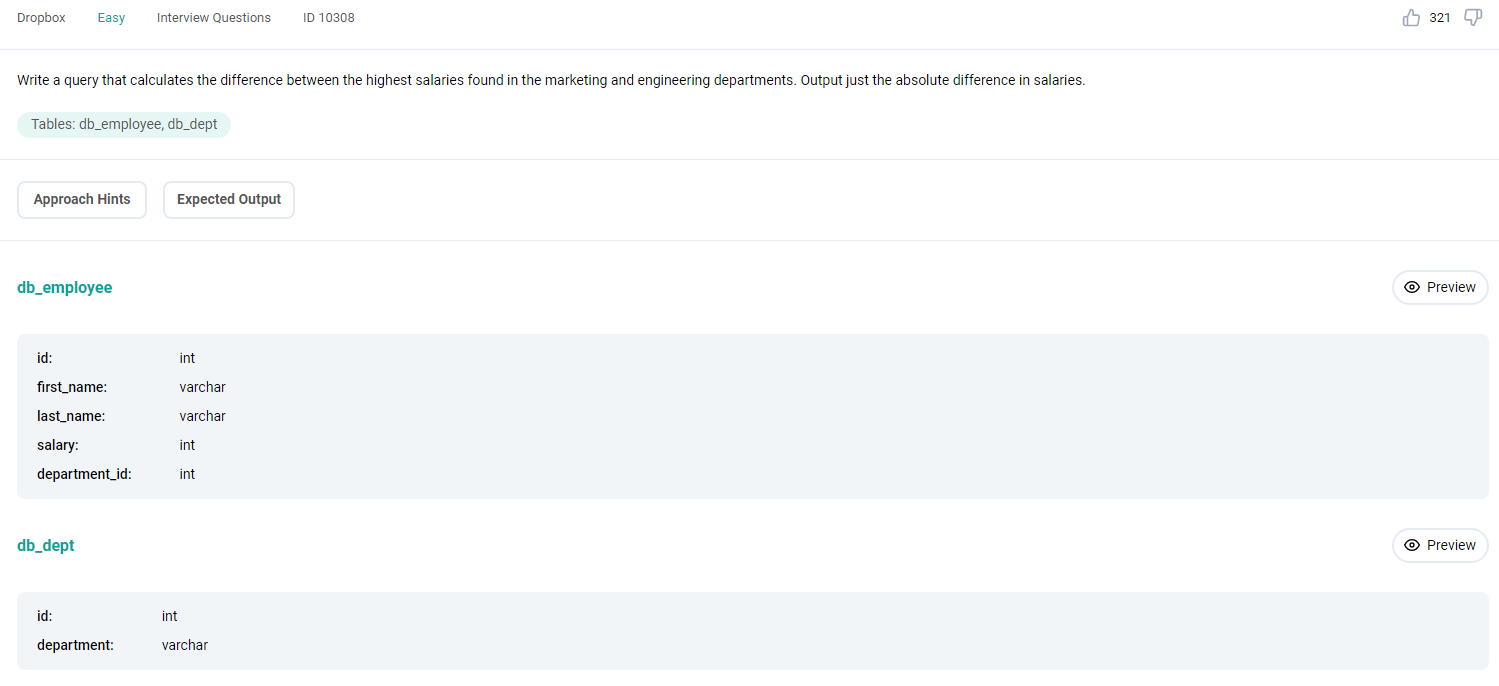 Dropbox Easy Interview Questions ID 10308 321
Write a query that calculates the difference between the highest salaries found in the marketing and engineering departments. Output just the absolute difference in salaries.
Tables: db_employee, db_dept
Approach Hints Expected Output
db_employee Preview
id: int
first_name: varchar
last_name: varchar
salary: int
department_id: int
db_dept Preview
id: int
department: varchar